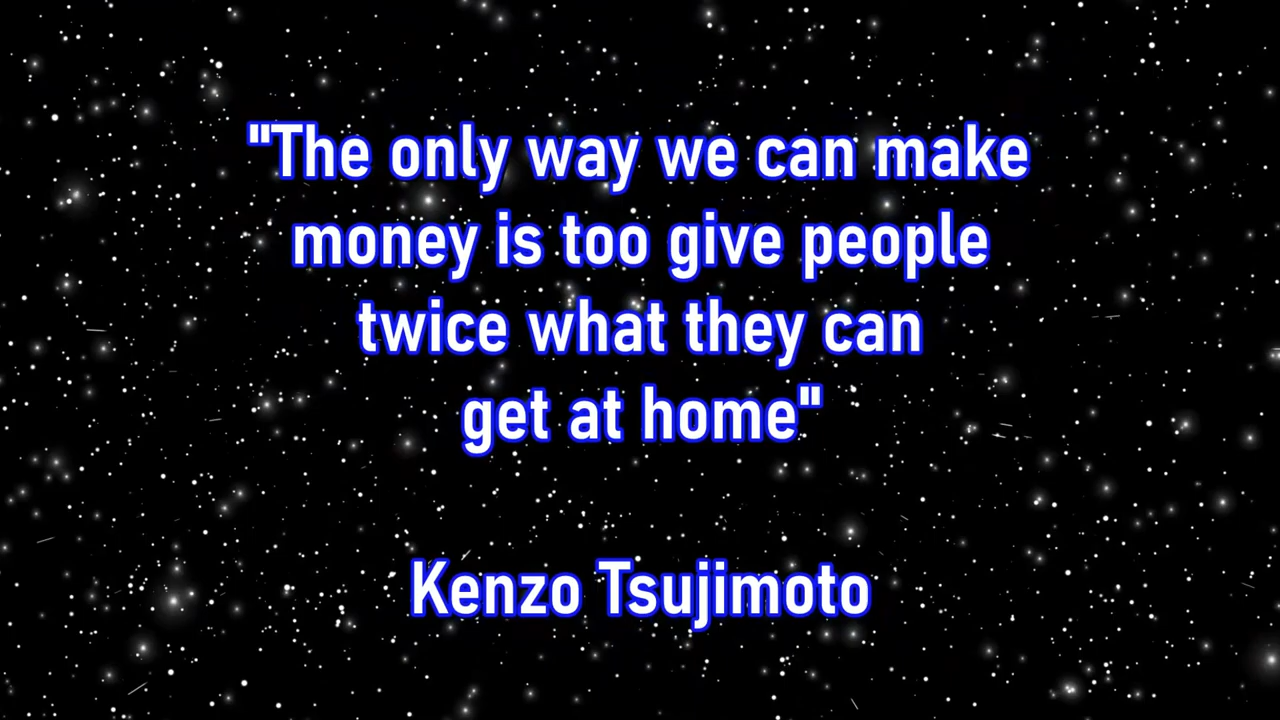 "The only way we can make
money is too give people
twice what they can
get at home"
Kenzo Tsujimoto